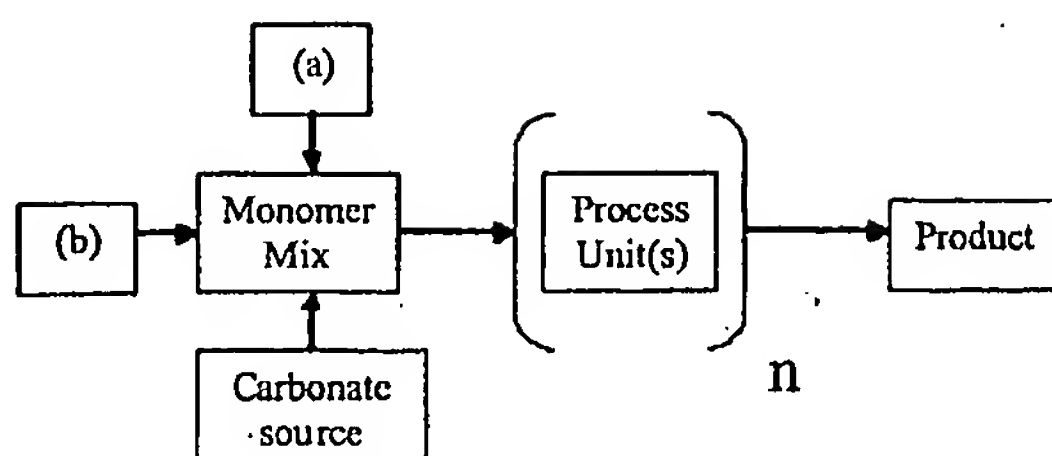 (a)
(b)
Monomer
Mix
Process
Unit(s)
Product
n
Carbonate
source